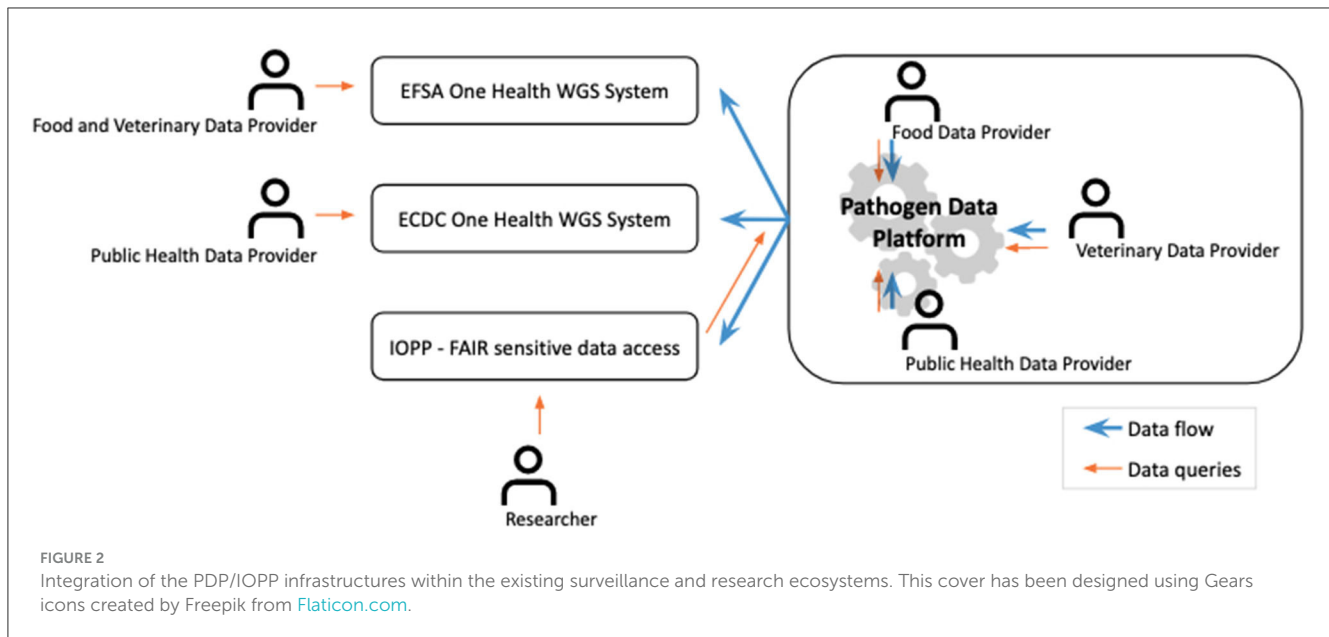 EFSA One Health WGS System
Food and Veterinary Data Provider
ECDC One Health WGS System
Public Health Data Provider
IOPP - FAIR sensitive data access
Researcher
Food Data Provider
Pathogen Data
Platform
Veterinary Data Provider
Public Health Data Provider
Data flow
Data queries
FIGURE 2
Integration of the PDP/IOPP infrastructures within the existing surveillance and research ecosystems. This cover has been designed using Gears
icons created by Freepik from Flaticon.com.